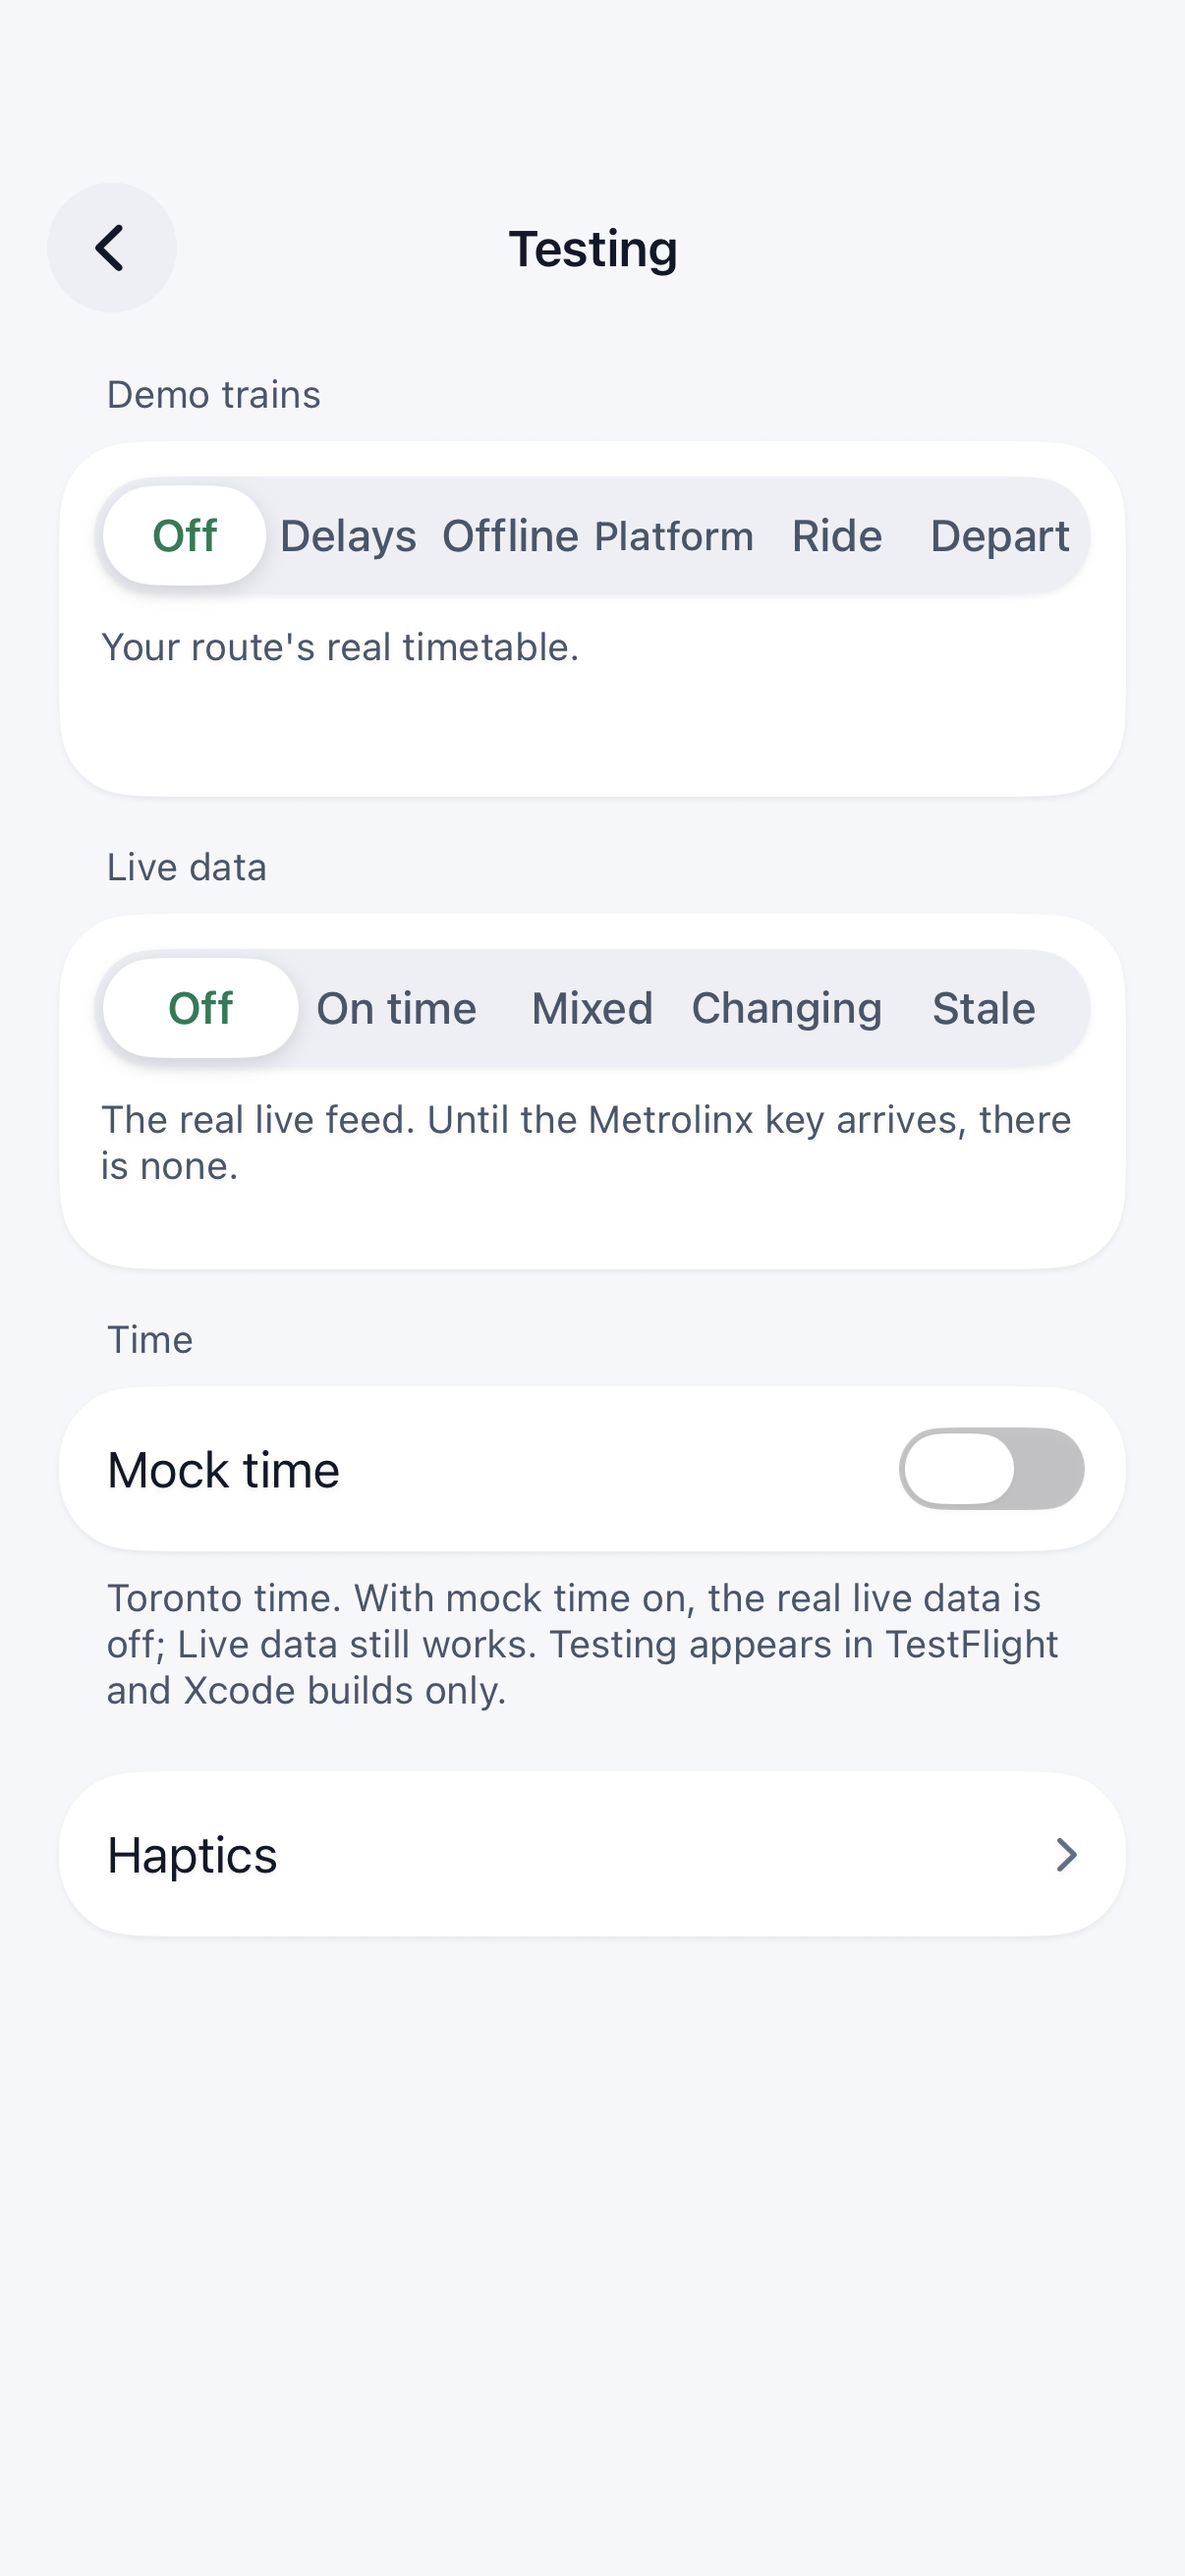 Testing
Demo trains
Off Delays Offline Platform Ride Depart
Your route's real timetable.
Live data
Off On time Mixed Changing Stale
The real live feed. Until the Metrolinx key arrives, there
is none.
Time
Mock time
Toronto time. With mock time on, the real live data is
off; Live data still works. Testing appears in TestFlight
and Xcode builds only.
Haptics